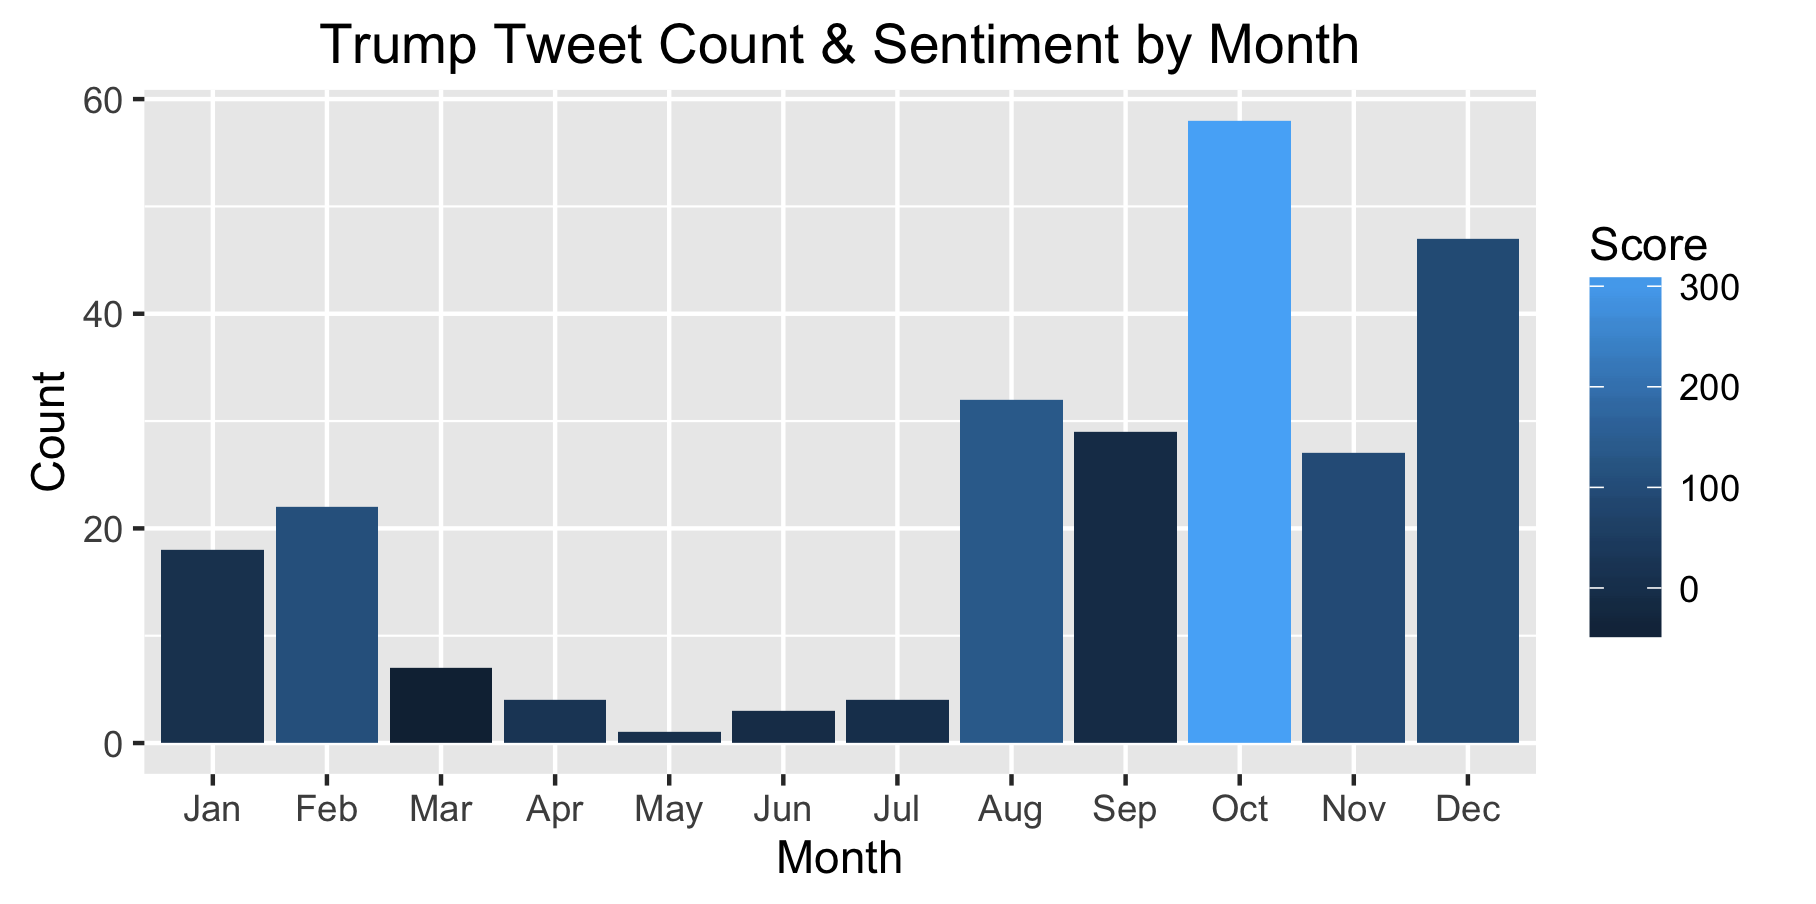 Trump Tweet Count & Sentiment by Month
60
40
20
0
Count
Jan Feb Mar Apr May Jun Jul Aug Sep Oct Nov Dec
Month
Score
300
200
100
0